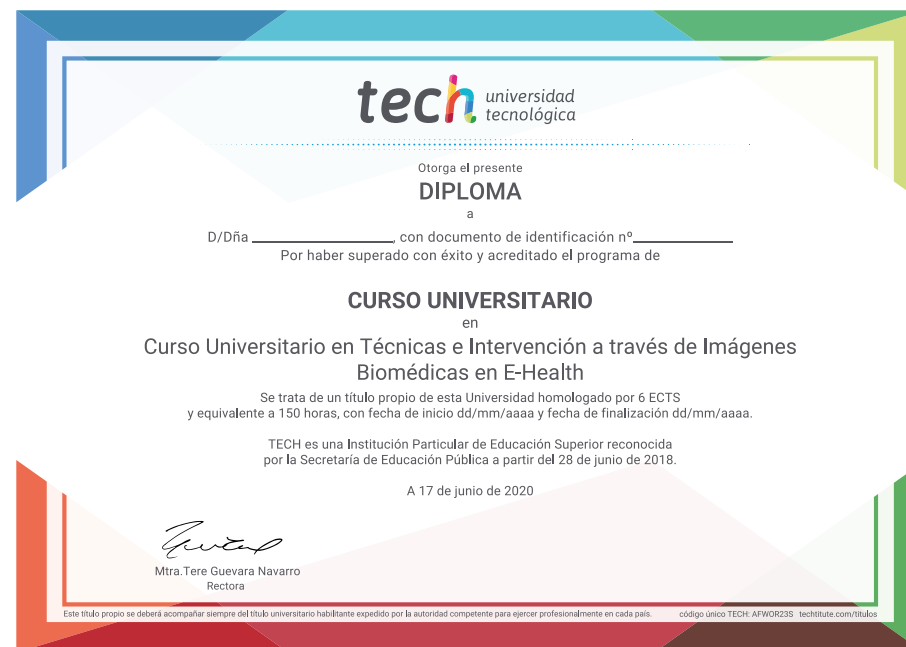 tech universidad
tecnológica
Otorga el presente
DIPLOMA
a
D/Dña ____________________, con documento de identificación nº______________
Por haber superado con éxito y acreditado el programa de
CURSO UNIVERSITARIO
en
Curso Universitario en Técnicas e Intervención a través de Imágenes
Biomédicas en E-Health
Se trata de un título propio de esta Universidad homologado por 6 ECTS
y equivalente a 150 horas, con fecha de inicio dd/mm/aaaa y fecha de finalización dd/mm/aaaa.
TECH es una Institución Particular de Educación Superior reconocida
por la Secretaría de Educación Pública a partir del 28 de junio de 2018.
A 17 de junio de 2020
Mtra.Tere Guevara Navarro
Rectora
Este título propio se deberá acompañar siempre del título universitario habilitante expedido por la autoridad competente para ejercer profesionalmente en cada país. código único TECH: AFWOR23S techtitute.com/titulos